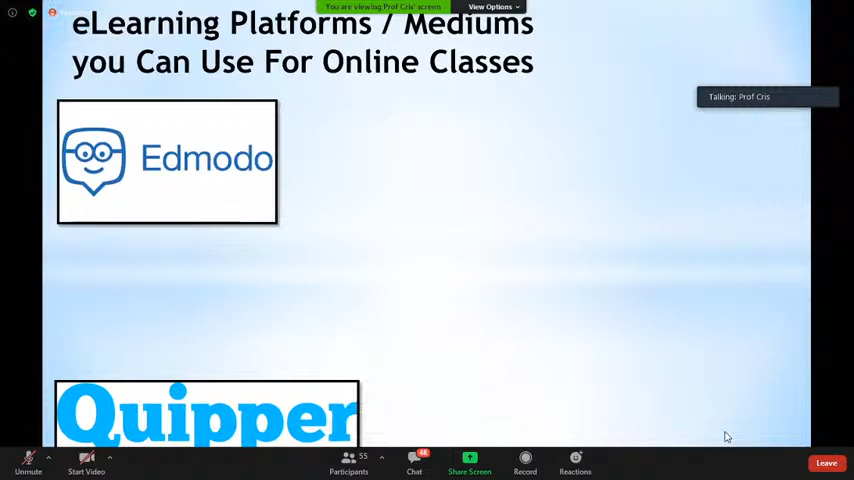 You are viewing Prof Cris' screen
View Options
eLearning Platforms / Mediums
you Can Use For Online Classes
Talking: Prof Cris
Edmodo
Quipper
Unmute
Start Video
55
Participants
48
Chat
Share Screen
Record
Reactions
Leave